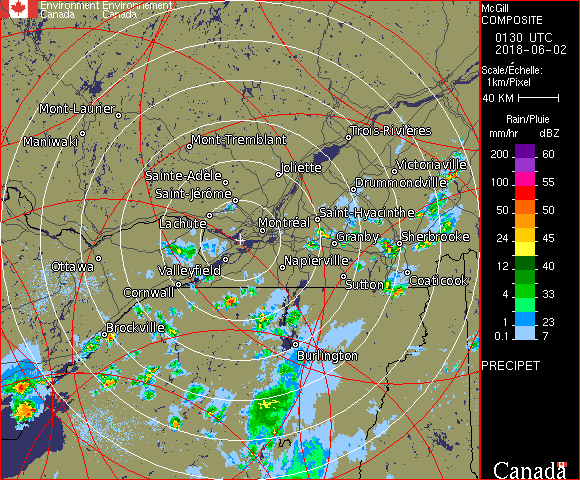 Environment Environnement
Canada Canada
McGill
COMPOSITE
0130 UTC
2018-06-02
Scale/Échelle:
1km/Pixel
40 KM
Rain/Pluie
mm/hr dBZ
200 60
150 57
100 55
50 50
24 45
12 40
4 33
1 23
0.1 7
PRECIPET
Canada
Mont-Laurier
Maniwaki
Mont-Tremblant
Trois-Rivières
Joliette
Victoriaville
Sainte-Adèle
Drummondville
Saint-Jérôme
Saint-Hyacinthe
Lachute
Montréal
Granby
Sherbrooke
Ottawa
Valleyfield
Napierville
Sutton
Coaticook
Cornwall
Brockville
Burlington